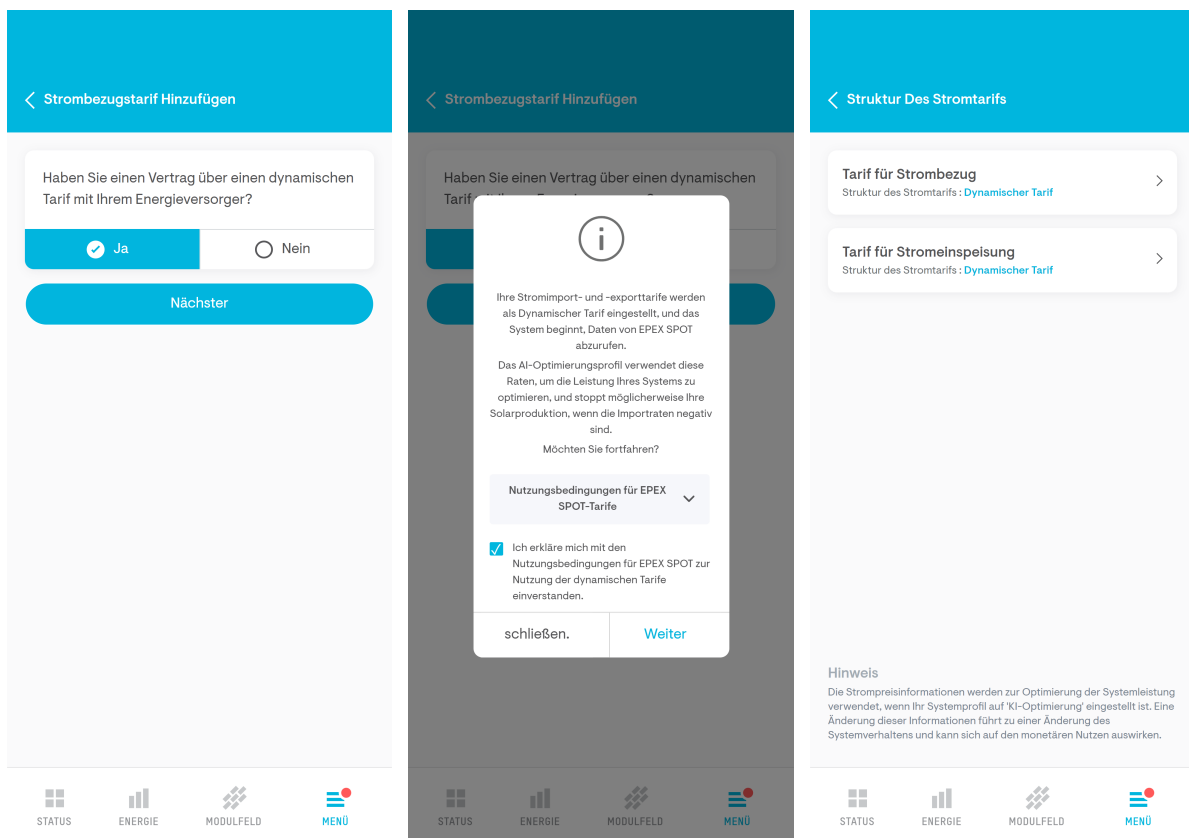 Strombezugstarif Hinzufügen
Haben Sie einen Vertrag über einen dynamischen
Tarif mit Ihrem Energieversorger?
Ja
Nein
Nächster
STATUS
ENERGIE
MODULFELD
MENÜ
Strombezugstarif Hinzufügen
Haben Sie einen Vertrag über einen dynamischen
Ihre Stromimport- und -exporttarife werden
als Dynamischer Tarif eingestellt, und das
System beginnt, Daten von EPEX SPOT
abzurufen.
Das AI-Optimierungsprofil verwendet diese
Raten, um die Leistung Ihres Systems zu
optimieren, und stoppt möglicherweise Ihre
Solarproduktion, wenn die Importraten negativ
sind.
Möchten Sie fortfahren?
Nutzungsbedingungen für EPEX
SPOT-Tarife
Ich erkläre mich mit den
Nutzungsbedingungen für EPEX SPOT zur
Nutzung der dynamischen Tarife
einverstanden.
schließen.
Weiter
STATUS
ENERGIE
MODULFELD
MENÜ
Struktur Des Stromtarifs
Tarif für Strombezug
Struktur des Stromtarifs : Dynamischer Tarif
Tarif für Stromeinspeisung
Struktur des Stromtarifs : Dynamischer Tarif
Hinweis
Die Strompreisinformationen werden zur Optimierung der Systemleistung
verwendet, wenn Ihr Systemprofil auf 'KI-Optimierung' eingestellt ist. Eine
Änderung dieser Informationen führt zu einer Änderung des
Systemverhaltens und kann sich auf den monetären Nutzen auswirken.
STATUS
ENERGIE
MODULFELD
MENÜ